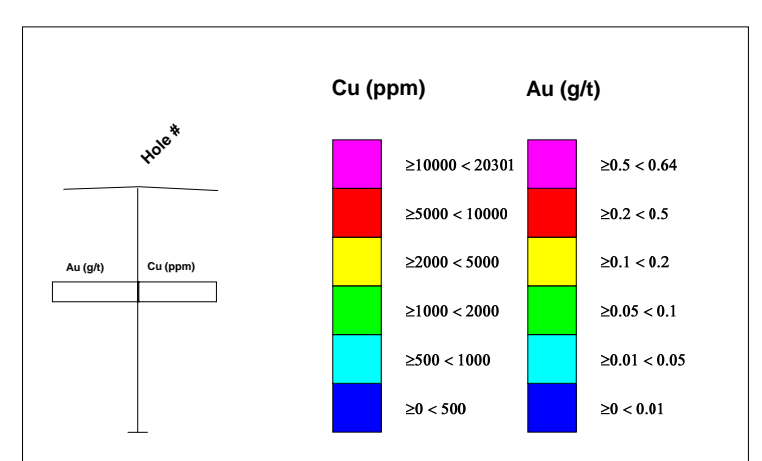 Cu (ppm) Au (g/t)
Hole #
≥10000 < 20301 ≥0.5 < 0.64
≥5000 < 10000 ≥0.2 < 0.5
≥2000 < 5000 ≥0.1 < 0.2
Au (g/t) Cu (ppm)
≥1000 < 2000 ≥0.05 < 0.1
≥500 < 1000 ≥0.01 < 0.05
≥0 < 500 ≥0 < 0.01